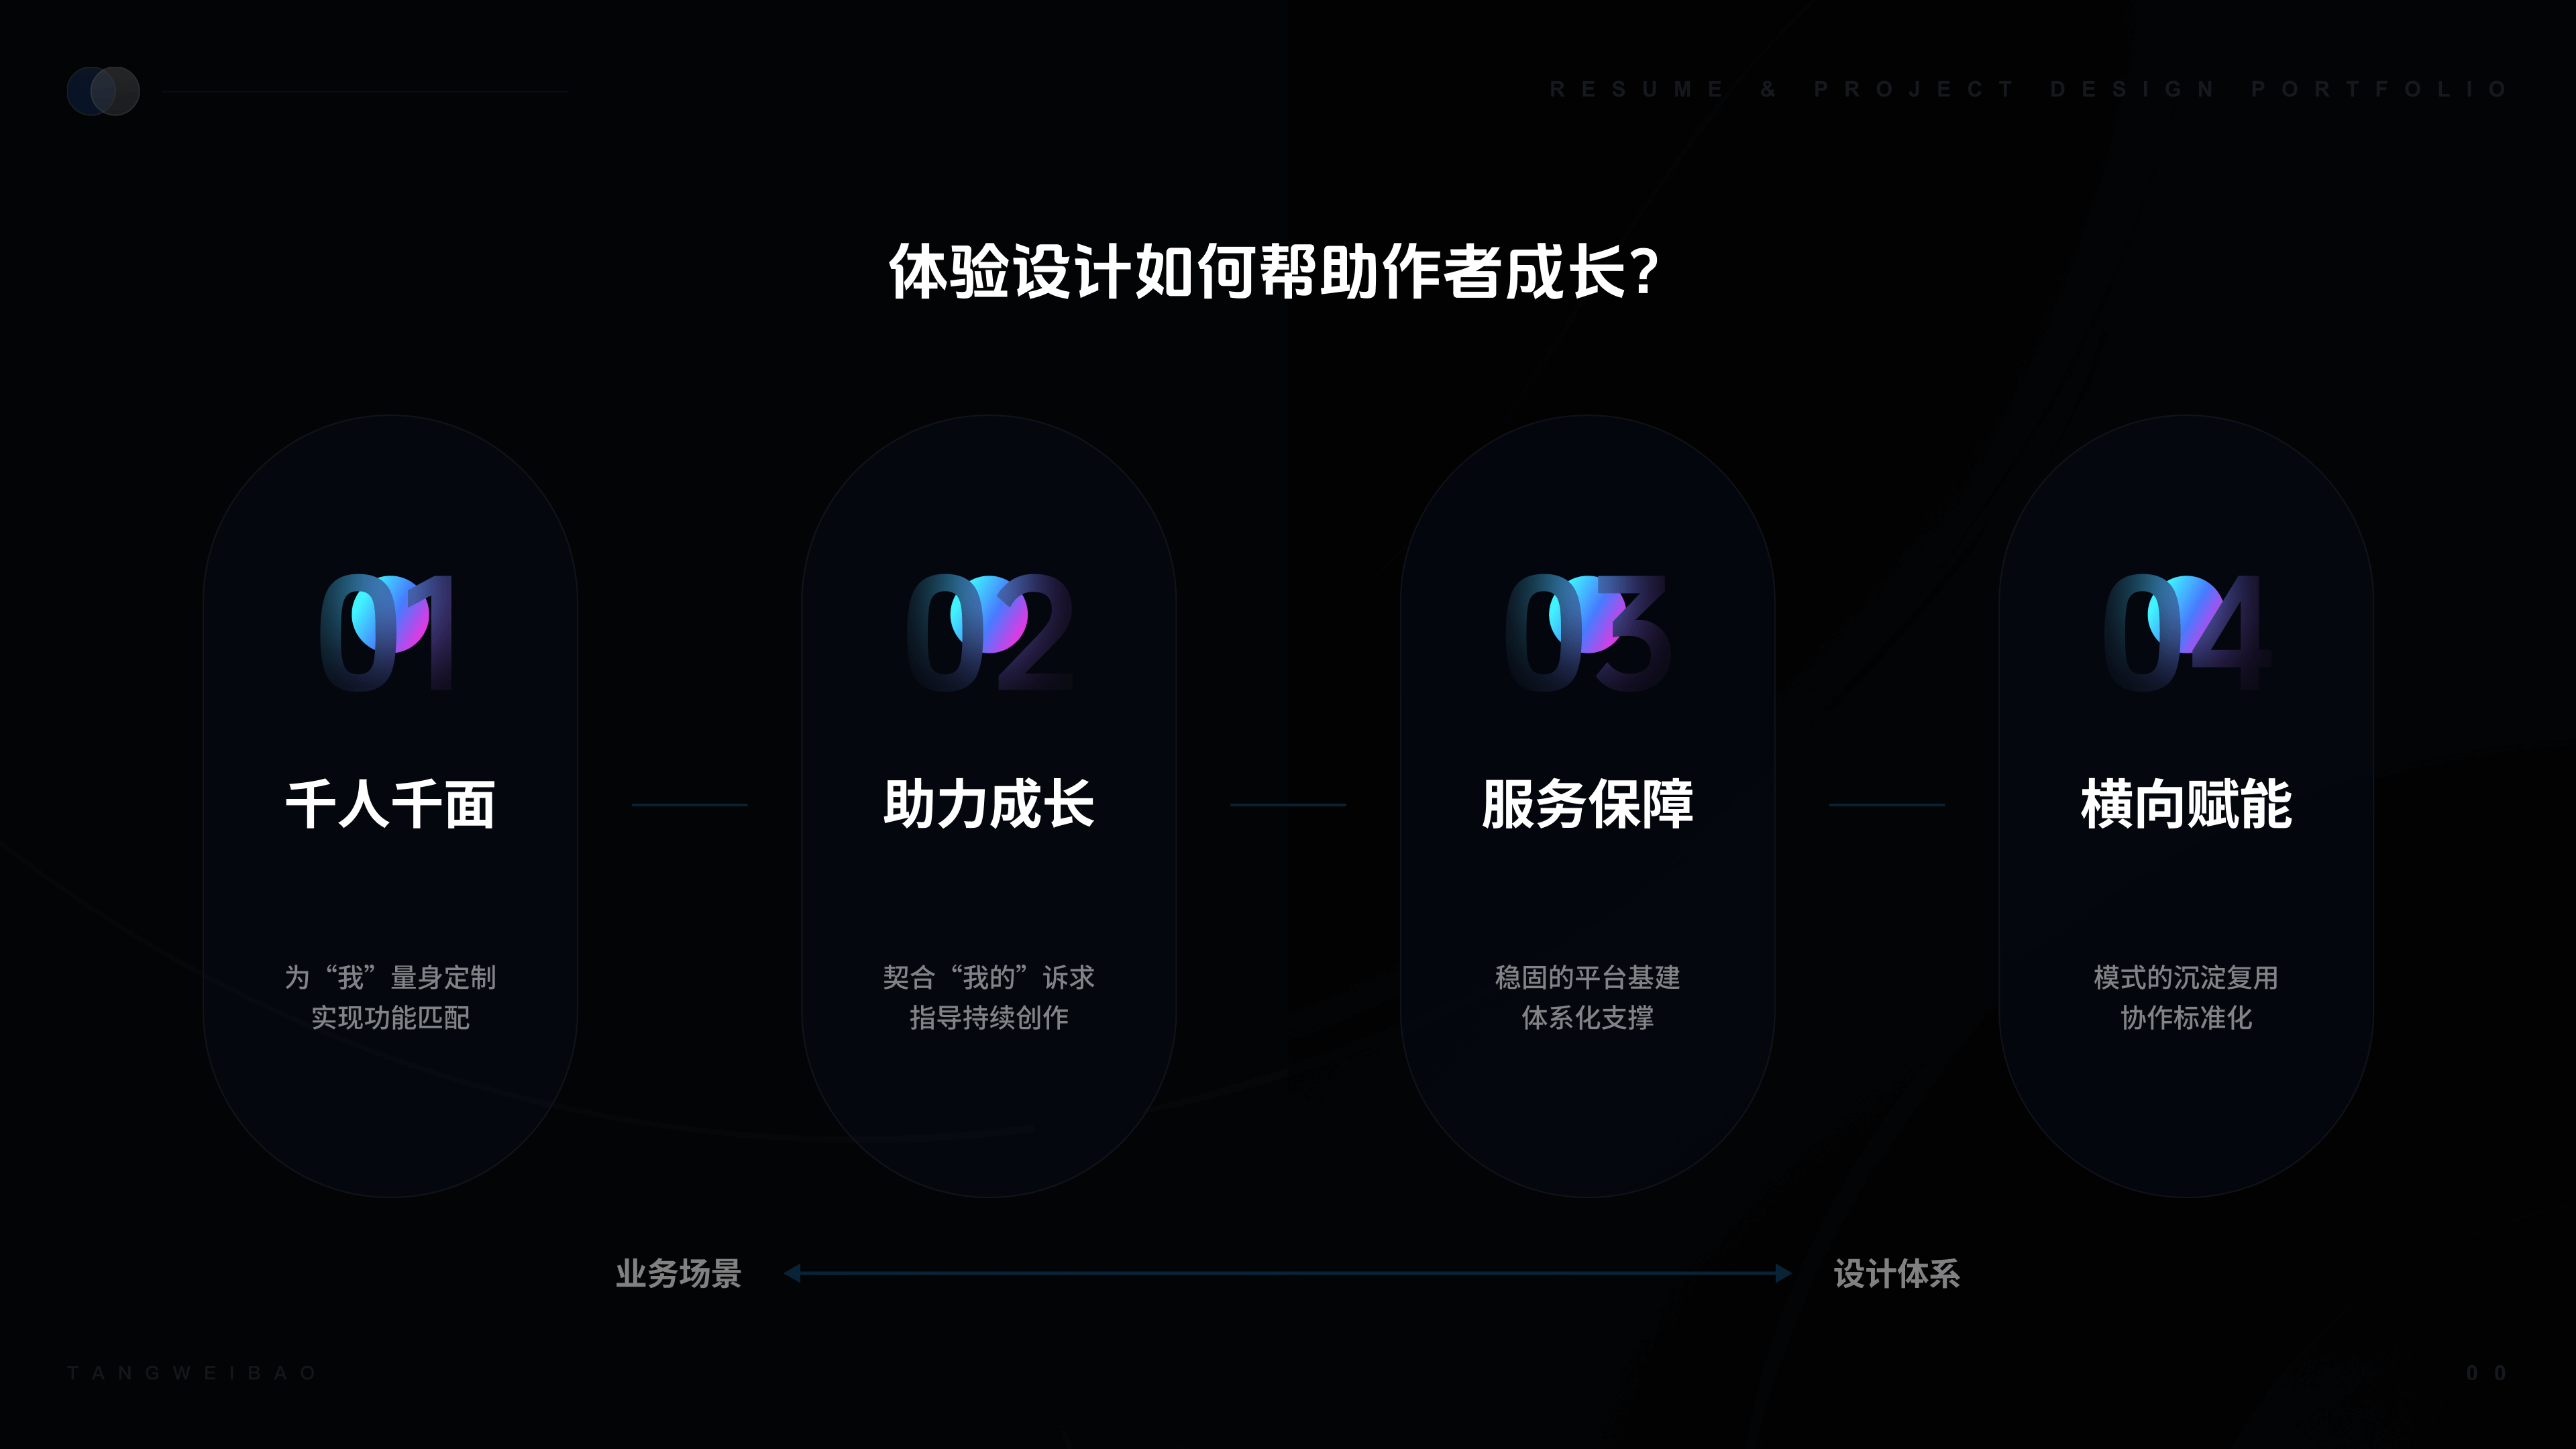 RESUME & PROJECT DESIGN PORTFOLIO
体验设计如何帮助作者成长?
01
千人千面
为“我”量身定制
实现功能匹配
02
助力成长
契合“我的”诉求
指导持续创作
03
服务保障
稳固的平台基建
体系化支撑
04
横向赋能
模式的沉淀复用
协作标准化
业务场景
设计体系
TANGWEIBAO
00